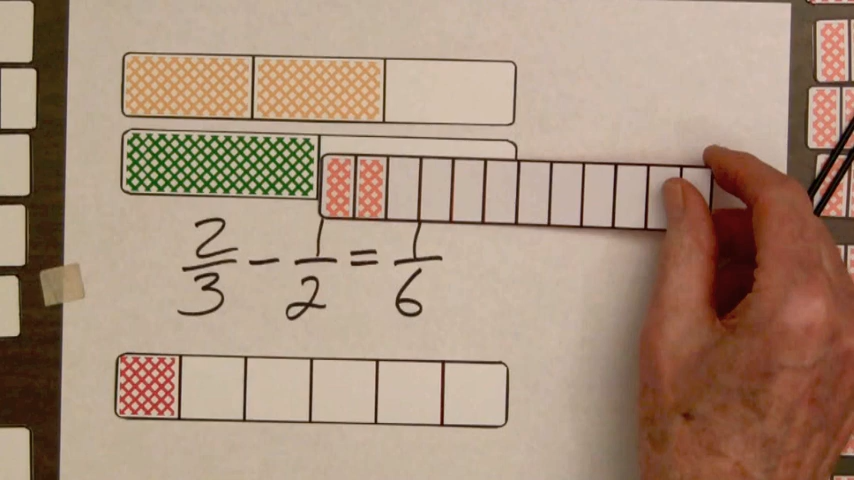 2/3 - 1/2 = 1/6